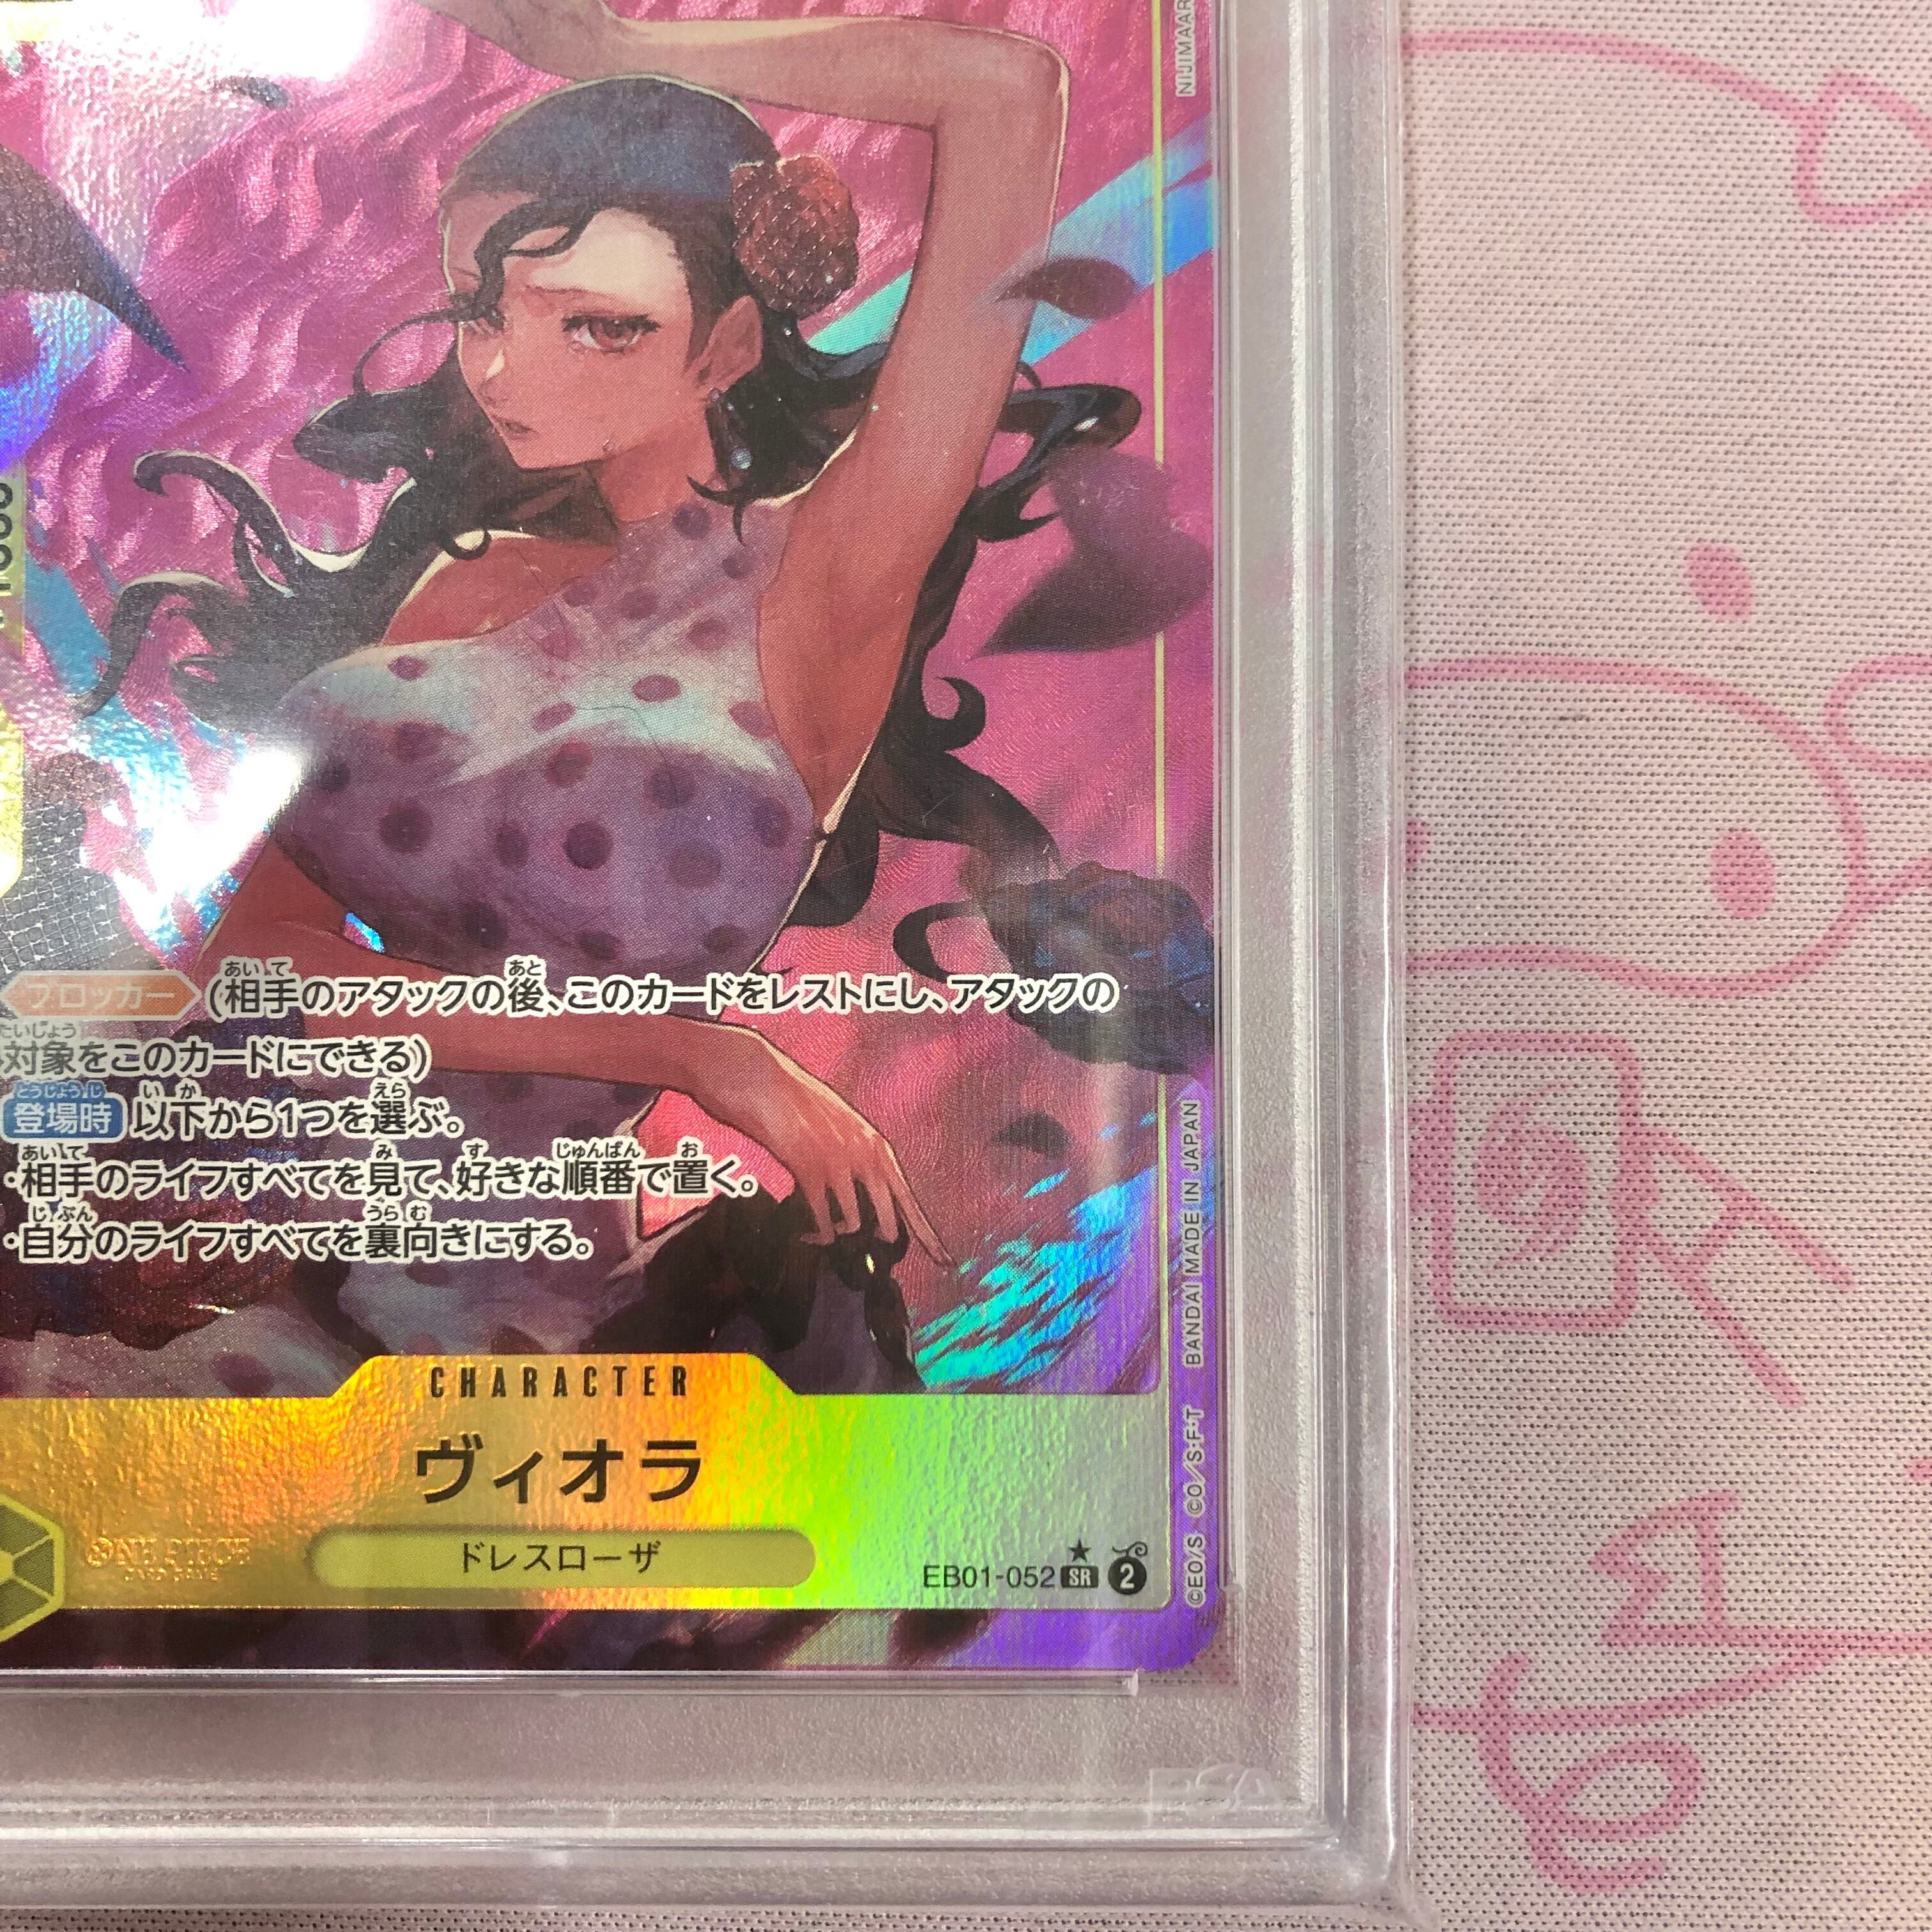 NIJIMAAR
ブロッカー (相手のアタックの後、このカードをレストにし、アタックの
対象をこのカードにできる)
登場時 以下から1つを選ぶ。
・相手のライフすべてを見て、好きな順番で置く。
・自分のライフすべてを裏向きにする。
CHARACTER
ヴィオラ
ONE PIECE
CARD GAME
ドレスローザ
EB01-052 SR 2
©EO/S ©O/S:F:T BANDAI MADE IN JAPAN
PSA